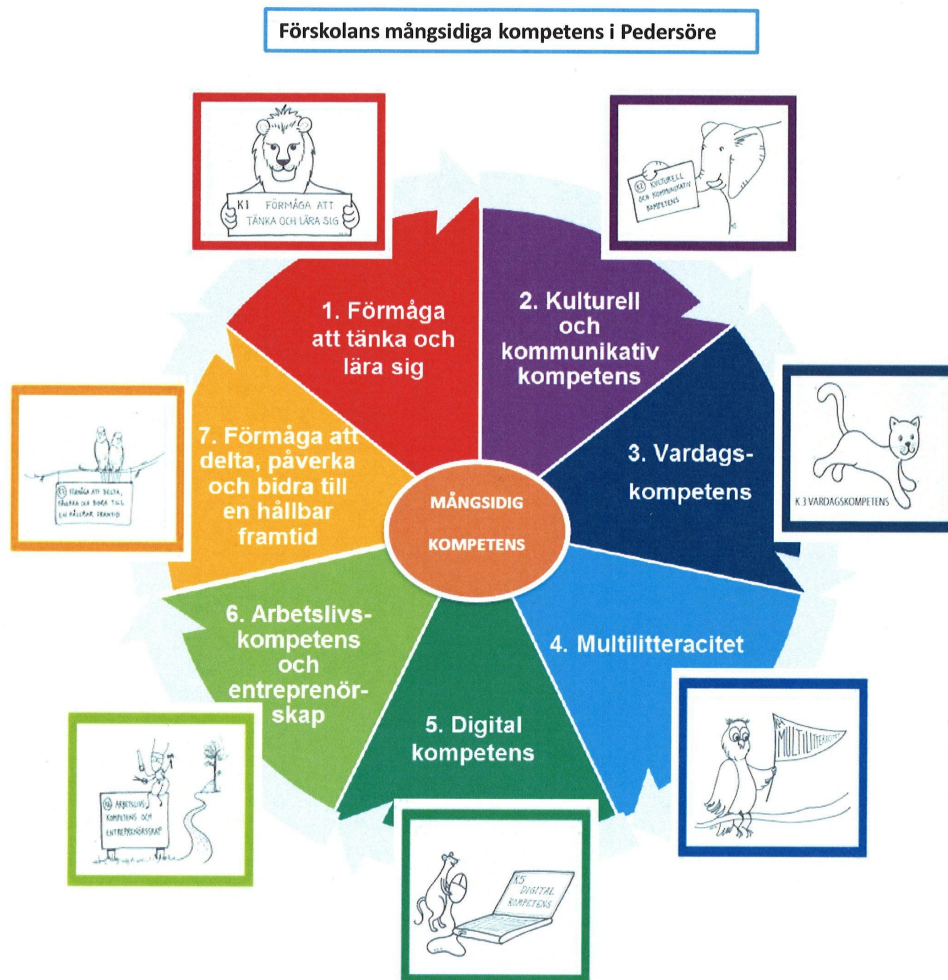 Förskolans mångsidiga kompetens i Pedersöre
K1 FÖRMÅGA ATT
TÄNKA OCH LÄRA SIG
K2 KULTURELL
OCH KOMMUNIKATIV
KOMPETENS
1. Förmåga
att tänka och
lära sig
2. Kulturell
och
kommunikativ
kompetens
3. Vardags-
kompetens
K 3 VARDAGSKOMPETENS
7. Förmåga att
delta, påverka
och bidra till
en hållbar
framtid
K7 FÖRMÅGA ATT DELTA,
PÅVERKA OCH BIDRA TILL
EN HÅLLBAR FRAMTID
MÅNGSIDIG
KOMPETENS
4. Multilitteracitet
6. Arbetslivs-
kompetens
och
entreprenör-
skap
5. Digital
kompetens
MULTILITTERACITET
K6 ARBETSLIVS
KOMPETENS OCH
ENTREPRENÖRSSKAP
K5
DIGITAL
KOMPETENS